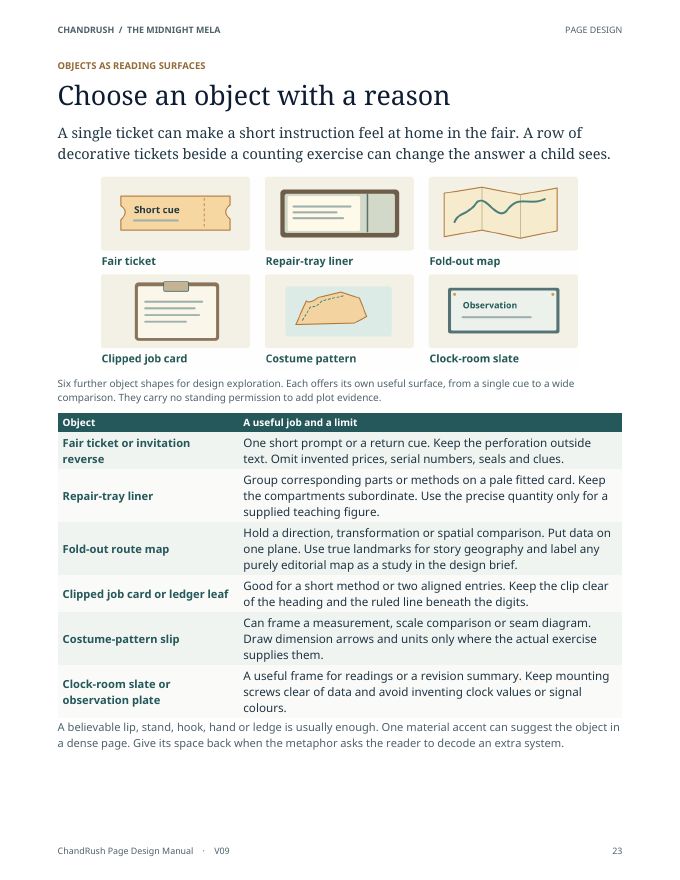 CHANDRUSH / THE MIDNIGHT MELA
PAGE DESIGN
OBJECTS AS READING SURFACES
Choose an object with a reason
A single ticket can make a short instruction feel at home in the fair. A row of
decorative tickets beside a counting exercise can change the answer a child sees.
Short cue
Fair ticket
Repair-tray liner
Fold-out map
Observation
Clipped job card
Costume pattern
Clock-room slate
Six further object shapes for design exploration. Each offers its own useful surface, from a single cue to a wide
comparison. They carry no standing permission to add plot evidence.
Object
A useful job and a limit
Fair ticket or invitation
reverse
One short prompt or a return cue. Keep the perforation outside
text. Omit invented prices, serial numbers, seals and clues.
Repair-tray liner
Group corresponding parts or methods on a pale fitted card. Keep
the compartments subordinate. Use the precise quantity only for a
supplied teaching figure.
Fold-out route map
Hold a direction, transformation or spatial comparison. Put data on
one plane. Use true landmarks for story geography and label any
purely editorial map as a study in the design brief.
Clipped job card or ledger leaf
Good for a short method or two aligned entries. Keep the clip clear
of the heading and the ruled line beneath the digits.
Costume-pattern slip
Can frame a measurement, scale comparison or seam diagram.
Draw dimension arrows and units only where the actual exercise
supplies them.
Clock-room slate or
observation plate
A useful frame for readings or a revision summary. Keep mounting
screws clear of data and avoid inventing clock values or signal
colours.
A believable lip, stand, hook, hand or ledge is usually enough. One material accent can suggest the object in
a dense page. Give its space back when the metaphor asks the reader to decode an extra system.
ChandRush Page Design Manual · V09
23